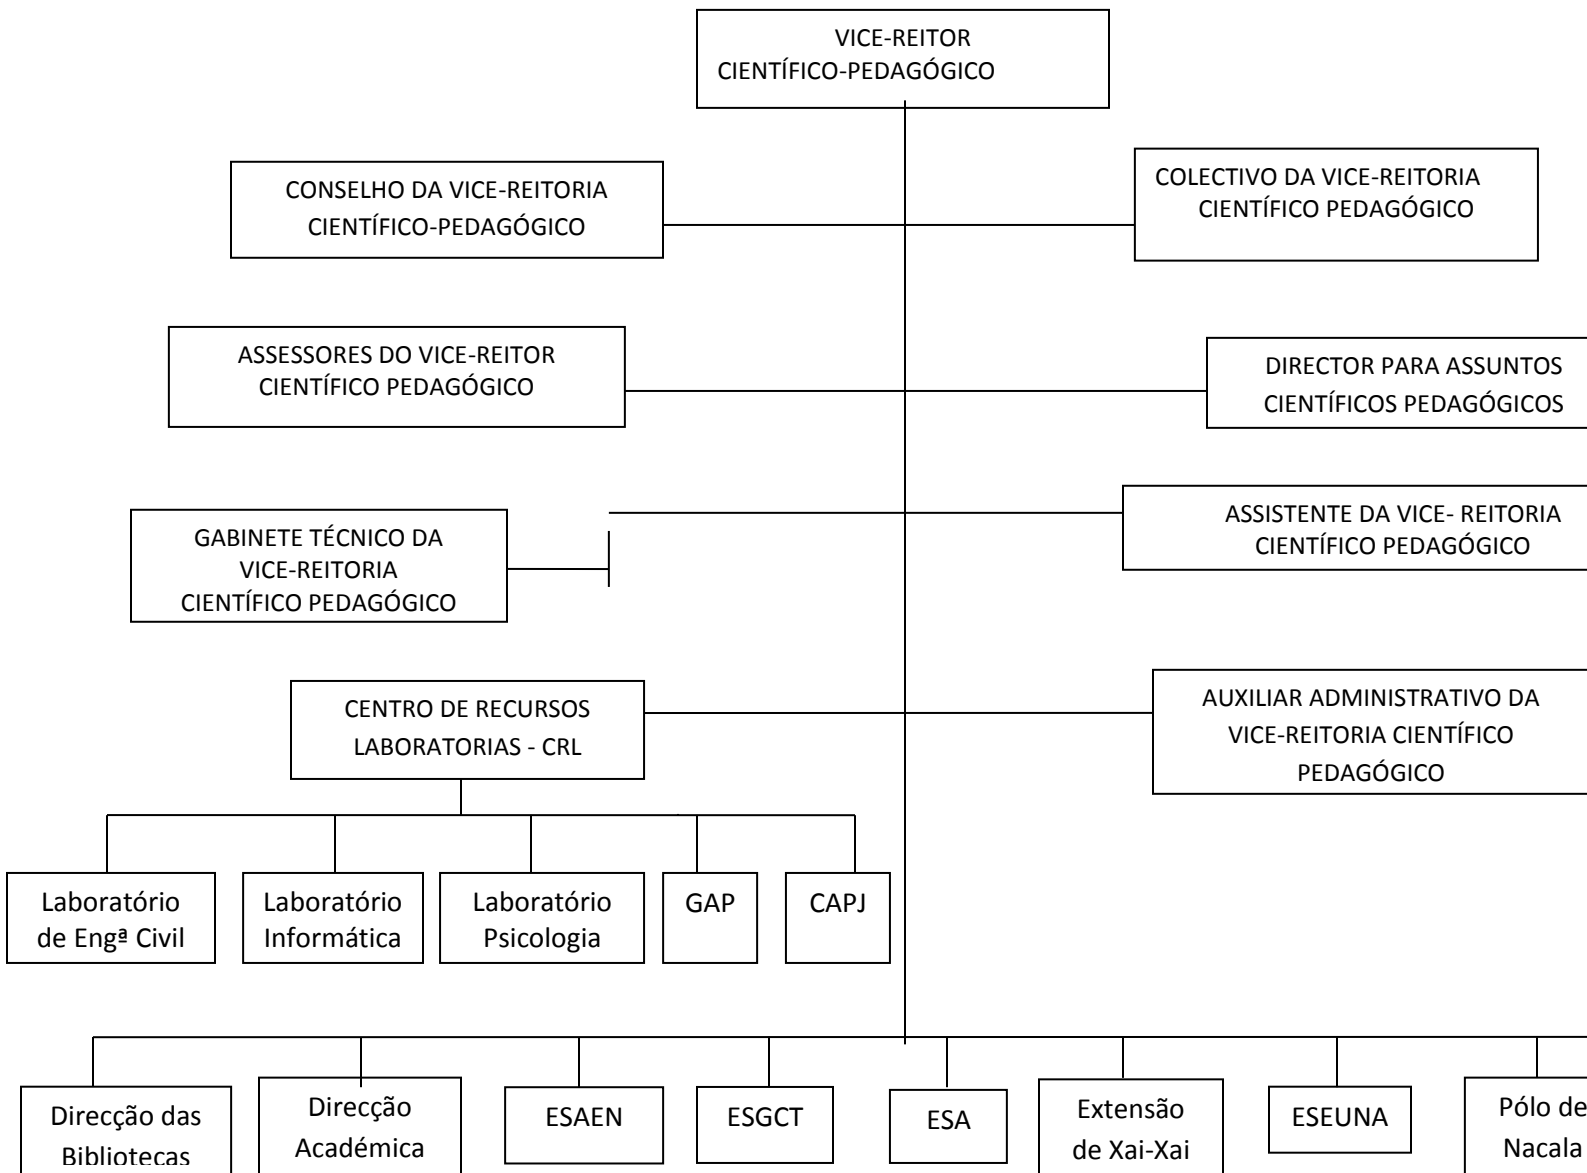 VICE-REITOR
CIENTÍFICO-PEDAGÓGICO
CONSELHO DA VICE-REITORIA
CIENTÍFICO-PEDAGÓGICO
COLECTIVO DA VICE-REITORIA
CIENTÍFICO PEDAGÓGICO
ASSESSORES DO VICE-REITOR
CIENTÍFICO PEDAGÓGICO
DIRECTOR PARA ASSUNTOS
CIENTÍFICOS PEDAGÓGICOS
GABINETE TÉCNICO DA
VICE-REITORIA
CIENTÍFICO PEDAGÓGICO
ASSISTENTE DA VICE- REITORIA
CIENTÍFICO PEDAGÓGICO
CENTRO DE RECURSOS
LABORATORIAS - CRL
AUXILIAR ADMINISTRATIVO DA
VICE-REITORIA CIENTÍFICO
PEDAGÓGICO
Laboratório
de Engª Civil
Laboratório
Informática
Laboratório
Psicologia
GAP
CAPJ
Direcção das
Bibliotecas
Direcção
Académica
ESAEN
ESGCT
ESA
Extensão
de Xai-Xai
ESEUNA
Pólo de
Nacala